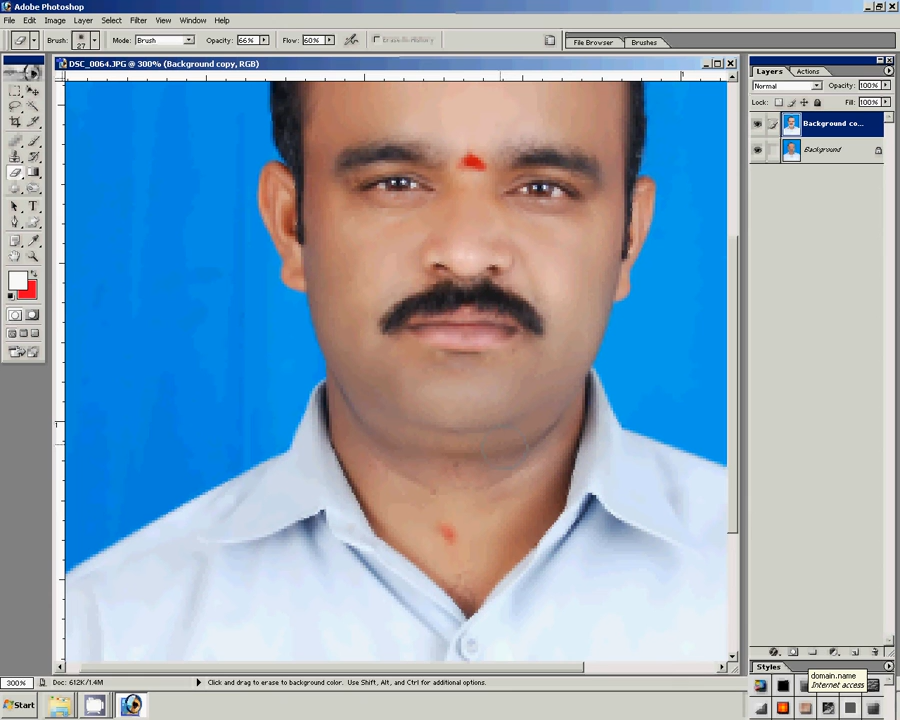 Adobe Photoshop
File Edit Image Layer Select Filter View Window Help
Brush: 27 Mode: Brush Opacity: 66% Flow: 60% Erase to History File Browser Brushes
DSC_0064.JPG @ 300% (Background copy, RGB)
Layers Actions
Normal Opacity: 100%
Lock: Fill: 100%
Background co...
Background
T
Styles
domain.name
Internet access
300% Doc: 612K/1.4M Click and drag to erase to background color. Use Shift, Alt, and Ctrl for additional options.
Start